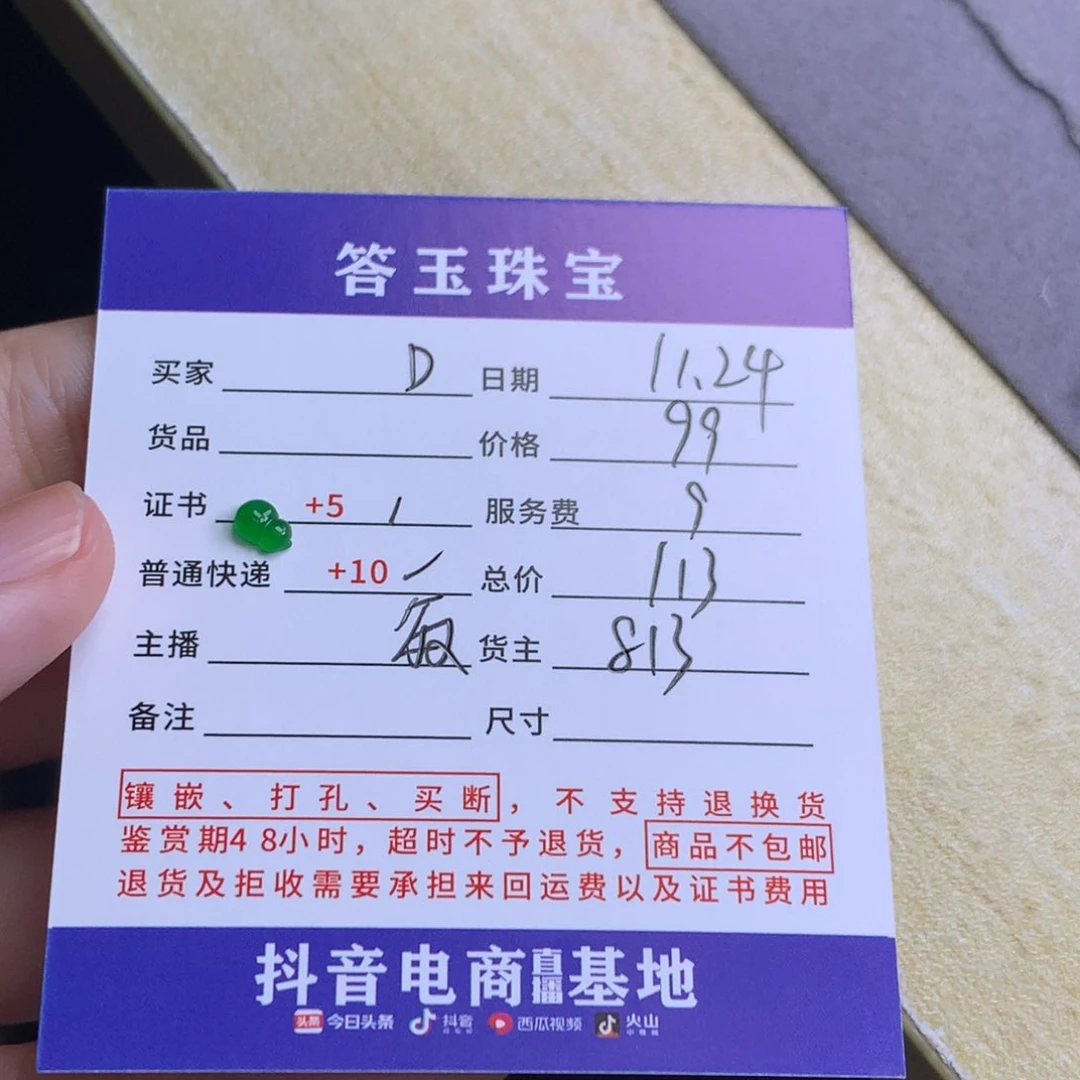 答玉珠宝
买家 D 日期 11.24
货品 价格 99
证书 +5 / 服务费 9
普通快递 +10 / 总价 113
主播 敏 货主 813
备注 尺寸
镶嵌、打孔、买断，不支持退换货
鉴赏期48小时，超时不予退货，商品不包邮
退货及拒收需要承担来回运费以及证书费用
抖音电商直播基地
头条 今日头条 抖音 西瓜视频 火山